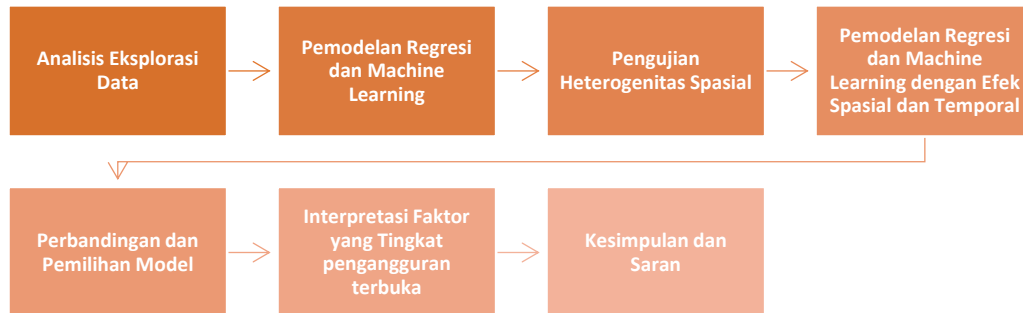 Analisis Eksplorasi
Data
Pemodelan Regresi
dan Machine
Learning
Pengujian
Heterogenitas Spasial
Pemodelan Regresi
dan Machine
Learning dengan Efek
Spasial dan Temporal
Perbandingan dan
Pemilihan Model
Interpretasi Faktor
yang Tingkat
pengangguran
terbuka
Kesimpulan dan
Saran